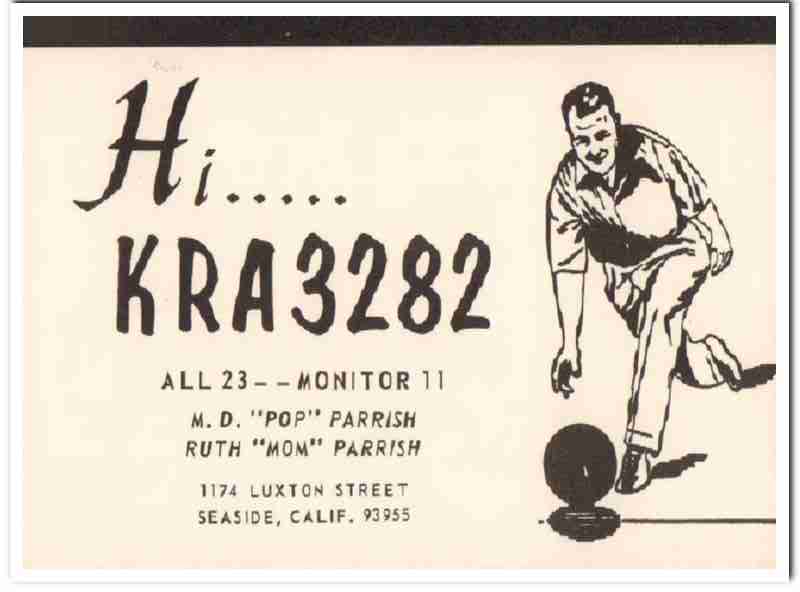 Hi.....
KRA3282
ALL 23--MONITOR 11
M. D. "POP" PARRISH
RUTH "MOM" PARRISH
1174 LUXTON STREET
SEASIDE, CALIF. 93955